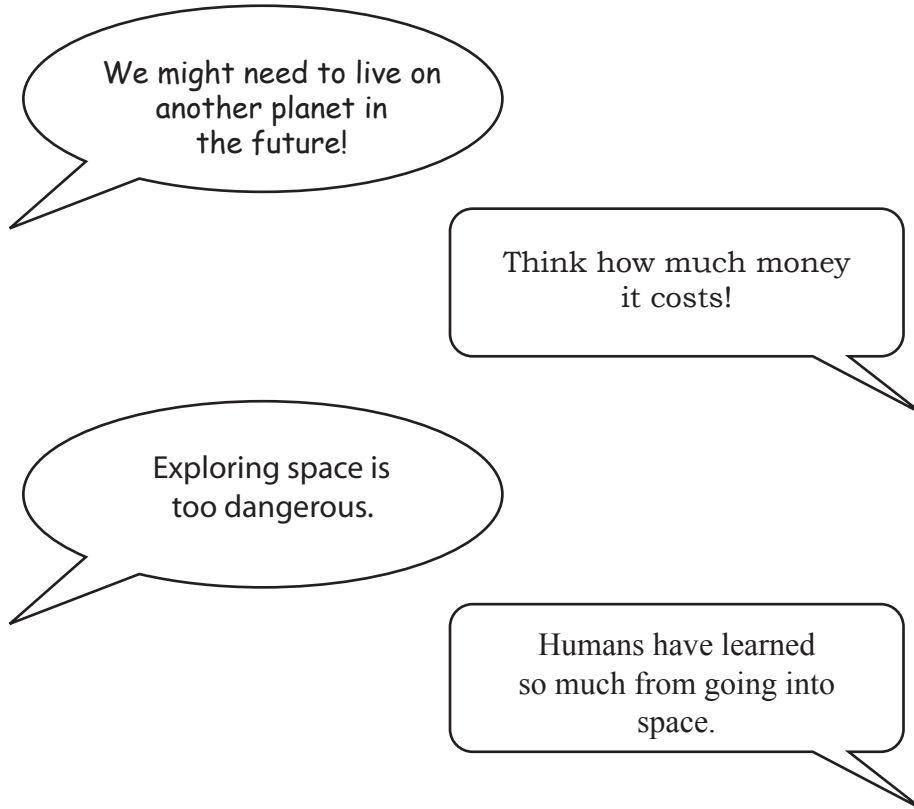 We might need to live on
another planet in
the future!
Think how much money
it costs!
Exploring space is
too dangerous.
Humans have learned
so much from going into
space.